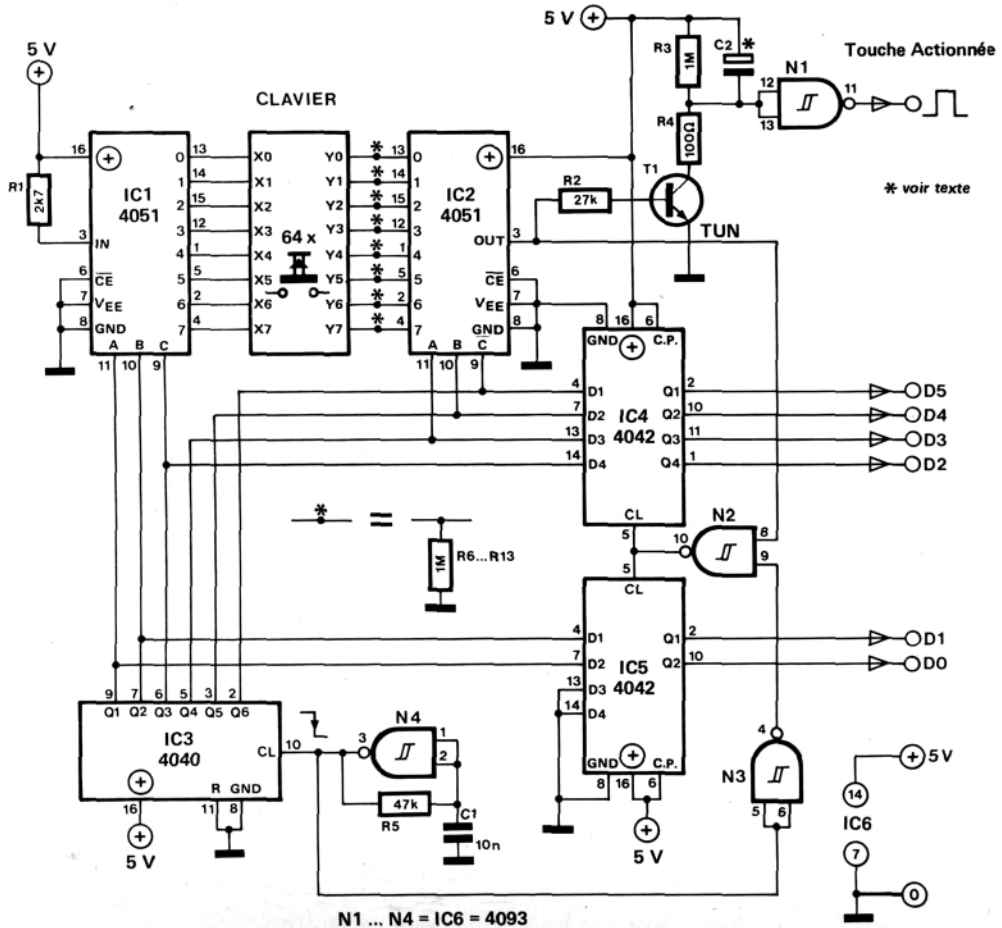 5 V
R3
1M
C2
*
N1
Touche Actionnée
12
13
11
5 V
CLAVIER
R4
100Ω
T1
TUN
* voir texte
R1
2k7
16
3 IN
6 CE
7 VEE
8 GND
IC1
4051
0 13 X0
1 14 X1
2 15 X2
3 12 X3
4 1 X4
5 5 X5
6 2 X6
7 4 X7
A B C
11 10 9
64 x
Y0 * 13 0
Y1 * 14 1
Y2 * 15 2
Y3 * 12 3
Y4 * 1 4
Y5 * 5 5
Y6 * 2 6
Y7 * 4 7
IC2
4051
16
OUT 3
CE 6
VEE 7
GND 8
A B C
11 10 9
R2
27k
8 16 6
GND C.P.
4 D1 Q1 2 D5
7 D2 Q2 10 D4
13 D3 Q3 11 D3
14 D4 Q4 1 D2
IC4
4042
CL
5
N2
10
8
9
* =
1M
R6...R13
5
CL
4 D1 Q1 2 D1
7 D2 Q2 10 D0
13 D3
14 D4
IC5
4042
GND C.P.
8 16 6
5 V
9 7 6 5 3 2
Q1 Q2 Q3 Q4 Q5 Q6
IC3
4040
CL 10
R GND
16 11 8
5 V
N4
3
1
2
47k
R5
C1
10n
4
N3
5 6
5 V
14
IC6
7
0
N1 ... N4 = IC6 = 4093